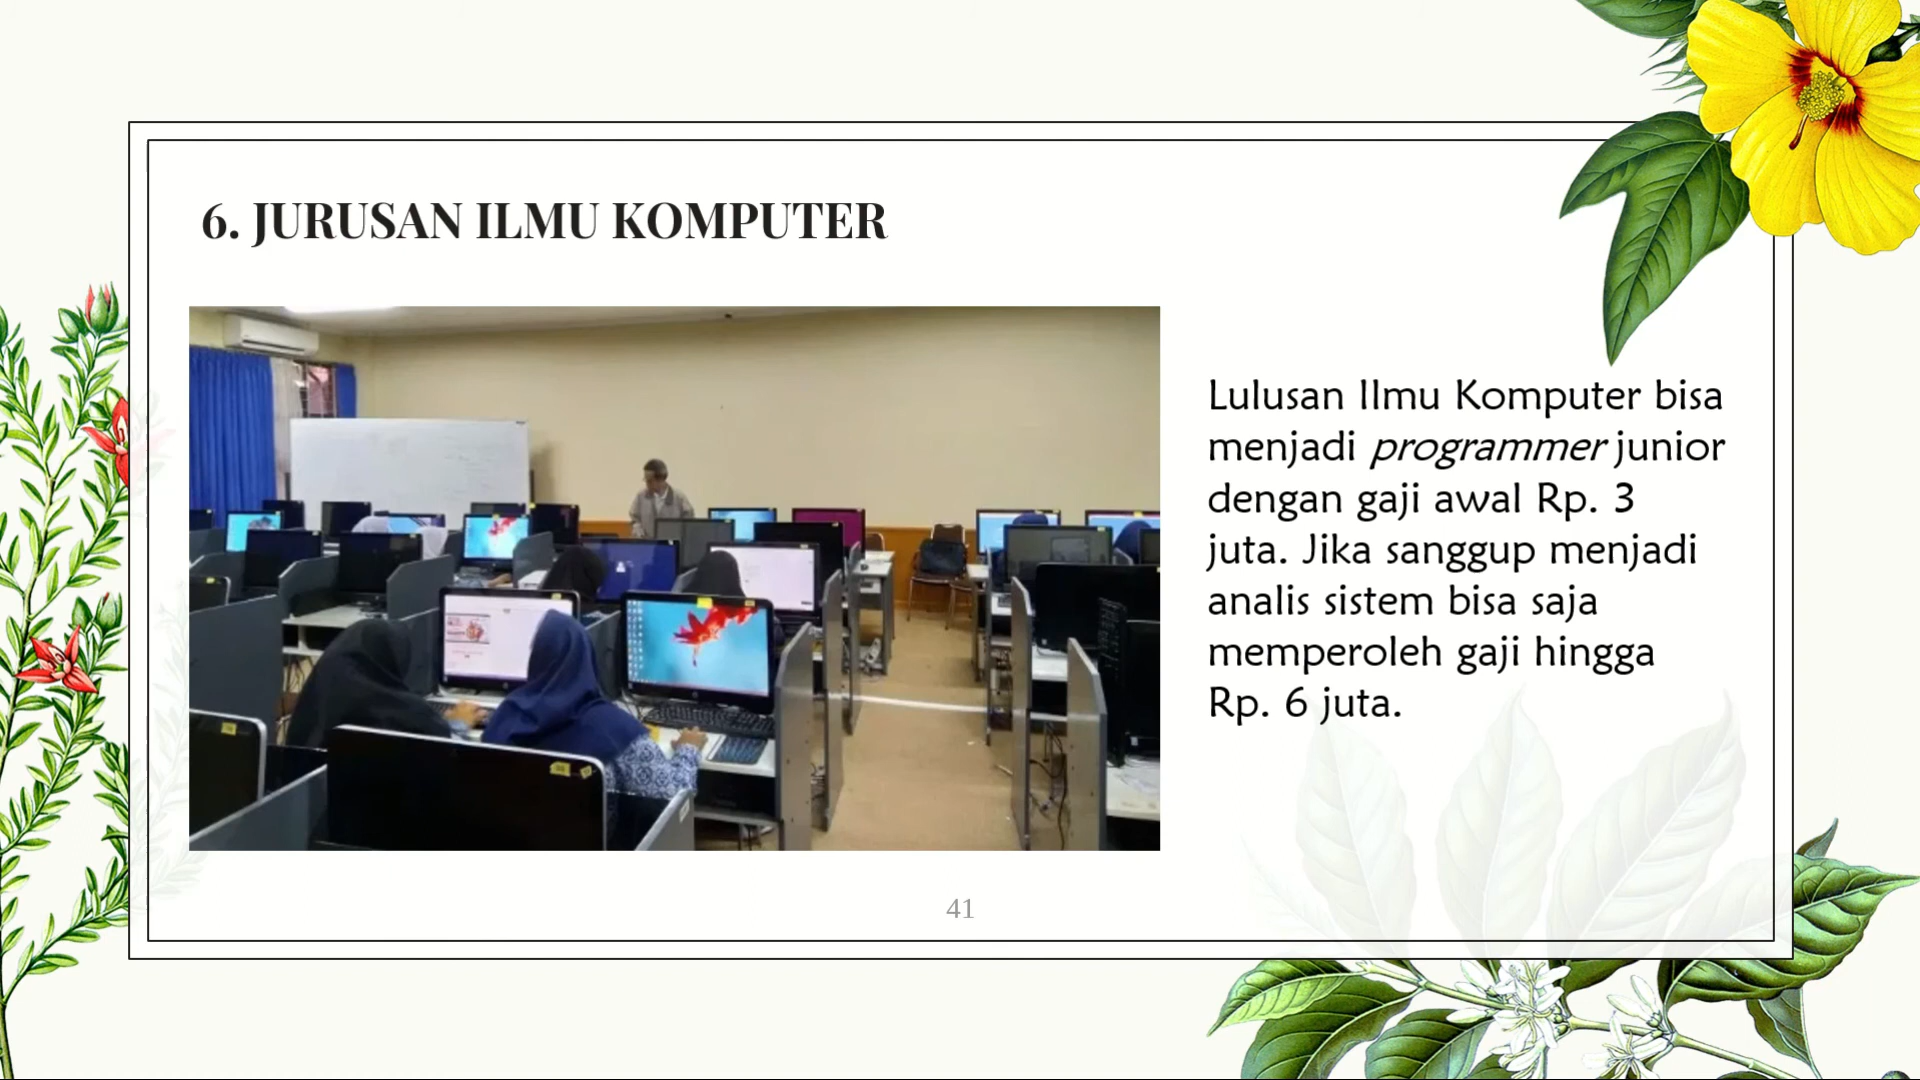 6. JURUSAN ILMU KOMPUTER
Lulusan Ilmu Komputer bisa
menjadi programmer junior
dengan gaji awal Rp. 3
juta. Jika sanggup menjadi
analis sistem bisa saja
memperoleh gaji hingga
Rp. 6 juta.
41